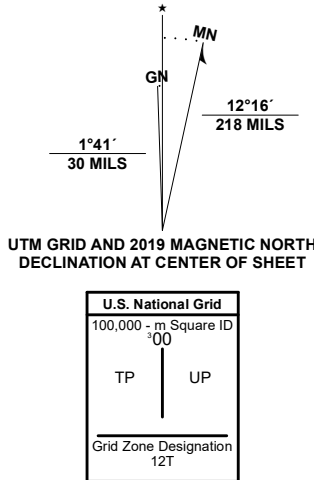 ★
MN
GN
1°41´
30 MILS
12°16´
218 MILS
UTM GRID AND 2019 MAGNETIC NORTH
DECLINATION AT CENTER OF SHEET
U.S. National Grid
100,000 - m Square ID
³00
TP UP
Grid Zone Designation
12T